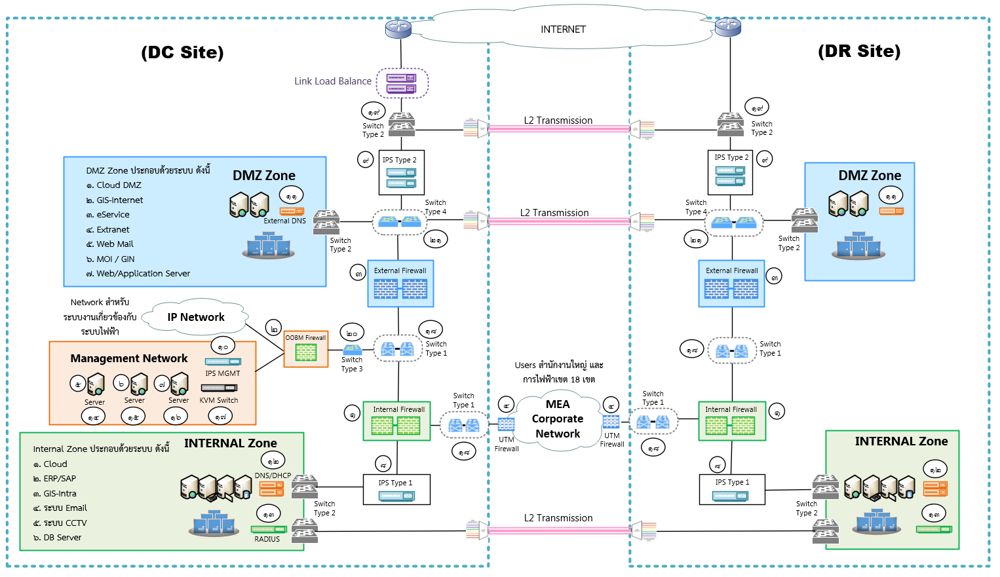 INTERNET
(DC Site)
(DR Site)
Link Load Balance
๑๙
Switch
Type 2
L2 Transmission
๑๙
Switch
Type 2
๙
IPS Type 2
IPS Type 2
๙
DMZ Zone ประกอบด้วยระบบ ดังนี้
๑. Cloud DMZ
๒. GIS-Internet
๓. eService
๔. Extranet
๕. Web Mail
๖. MOI / GIN
๗. Web/Application Server
DMZ Zone
๑๑
External DNS
Switch
Type 2
Switch
Type 4
๒๑
L2 Transmission
Switch
Type 4
๒๑
Switch
Type 2
DMZ Zone
๑๑
๓
External Firewall
External Firewall
๓
Network สำหรับ
ระบบงานเกี่ยวข้องกับ
ระบบไฟฟ้า
IP Network
๒
OOBM Firewall
๒๐
Switch
Type 3
๑๘
Switch
Type 1
๑๘
Switch
Type 1
Management Network
๑๐
IPS MGMT
๕
Server
๖
Server
๗
Server
KVM Switch
๑๔
๑๕
๑๖
๑๗
Users สำนักงานใหญ่ และ
การไฟฟ้าเขต 18 เขต
๑
Internal Firewall
Switch
Type 1
๑๘
๔
UTM
Firewall
MEA
Corporate
Network
๔
UTM
Firewall
Switch
Type 1
๑๘
Internal Firewall
๑
Internal Zone ประกอบด้วยระบบ ดังนี้
๑. Cloud
๒. ERP/SAP
๓. GIS-Intra
๔. ระบบ Email
๕. ระบบ CCTV
๖. DB Server
INTERNAL Zone
๑๒
DNS/DHCP
๑๓
RADIUS
Switch
Type 2
๘
IPS Type 1
L2 Transmission
๘
IPS Type 1
Switch
Type 2
INTERNAL Zone
๑๒
๑๓